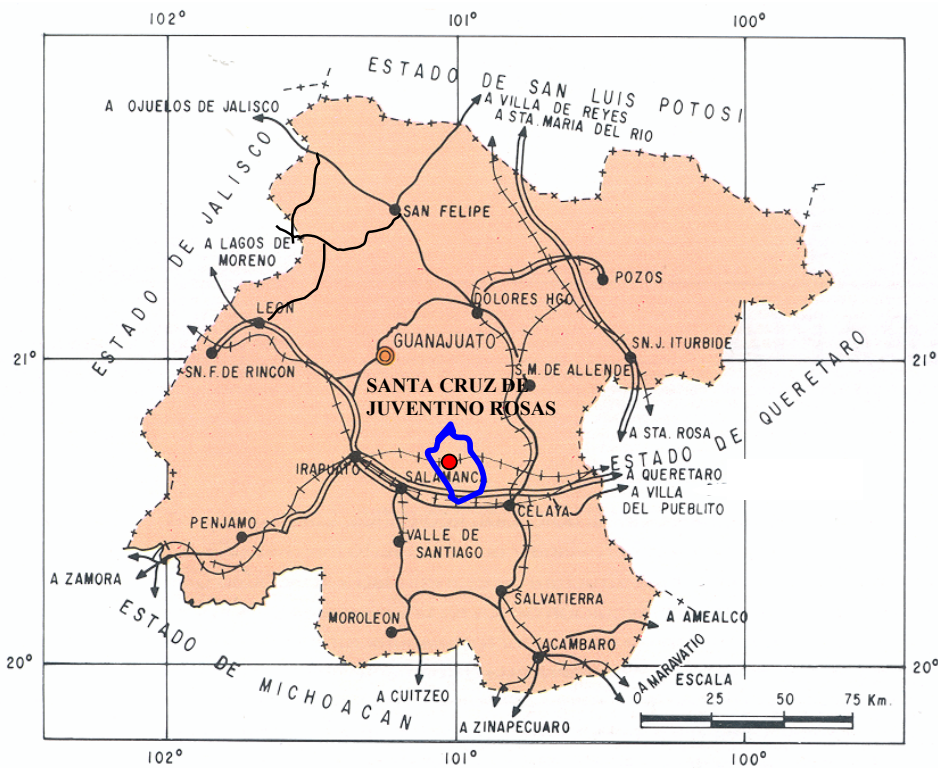 102°
101°
100°
ESTADO DE SAN LUIS POTOSI
A OJUELOS DE JALISCO
A VILLA DE REYES
A STA. MARIA DEL RIO
ESTADO DE JALISCO
SAN FELIPE
A LAGOS DE
MORENO
POZOS
DOLORES HGO
LEON
GUANAJUATO
SN.J. ITURBIDE
21°
21°
SN. F. DE RINCON
S.M. DE ALLENDE
SANTA CRUZ DE
JUVENTINO ROSAS
ESTADO DE QUERETARO
A STA. ROSA
IRAPUATO
SALAMANC
A QUERETARO
A VILLA
DEL PUEBLITO
CELAYA
PENJAMO
VALLE DE
SANTIAGO
A ZAMORA
SALVATIERRA
ESTADO DE MICHOACAN
MOROLEON
A AMEALCO
ACAMBARO
A MARAVATIO
20°
20°
ESCALA
A CUITZEO
0 25 50 75 Km.
A ZINAPECUARO
102°
101°
100°